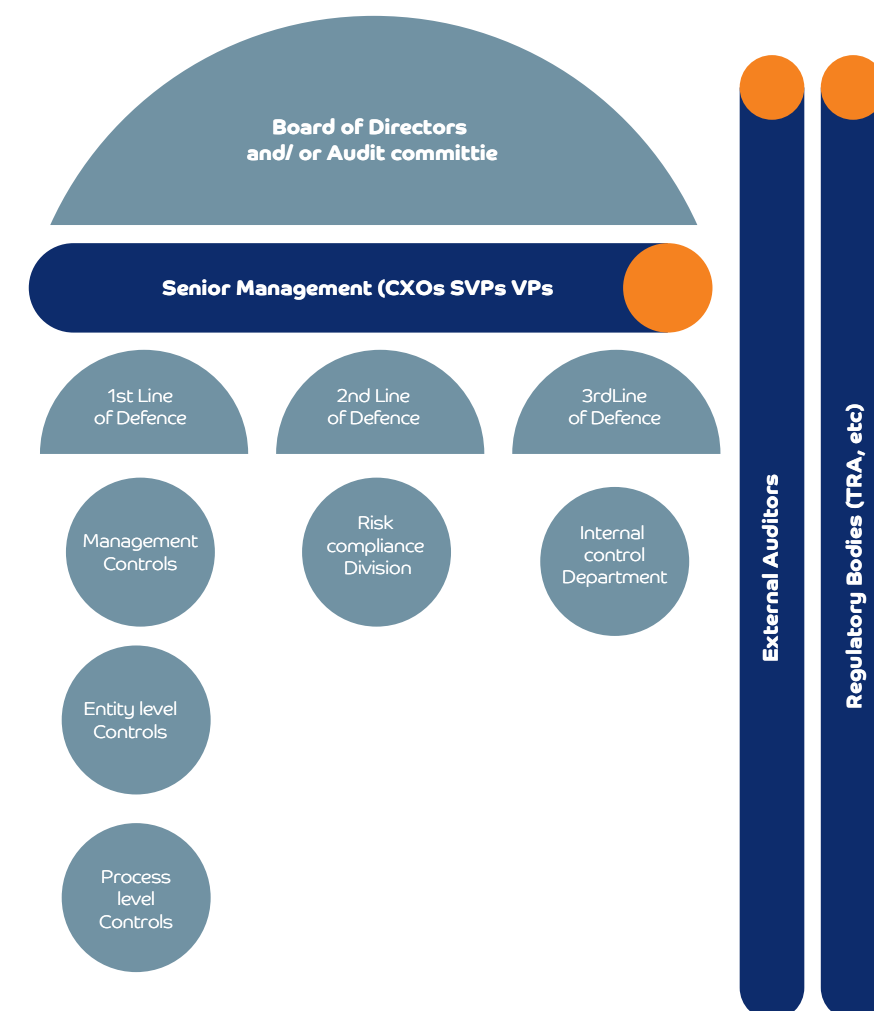 Board of Directors
and/ or Audit committie
Senior Management (CXOs SVPs VPs
1st Line
of Defence
2nd Line
of Defence
3rdLine
of Defence
Management
Controls
Risk
compliance
Division
Internal
control
Department
Entity level
Controls
Process
level
Controls
External Auditors
Regulatory Bodies (TRA, etc)